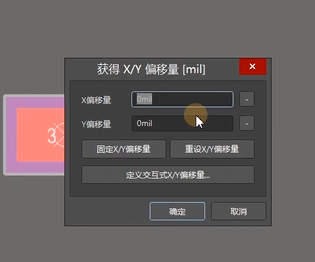 获得 X/Y 偏移量 [mil]
X偏移量 0mil -
Y偏移量 0mil -
固定X/Y偏移量 重设X/Y偏移量
定义交互式X/Y偏移量...
确定 取消
3